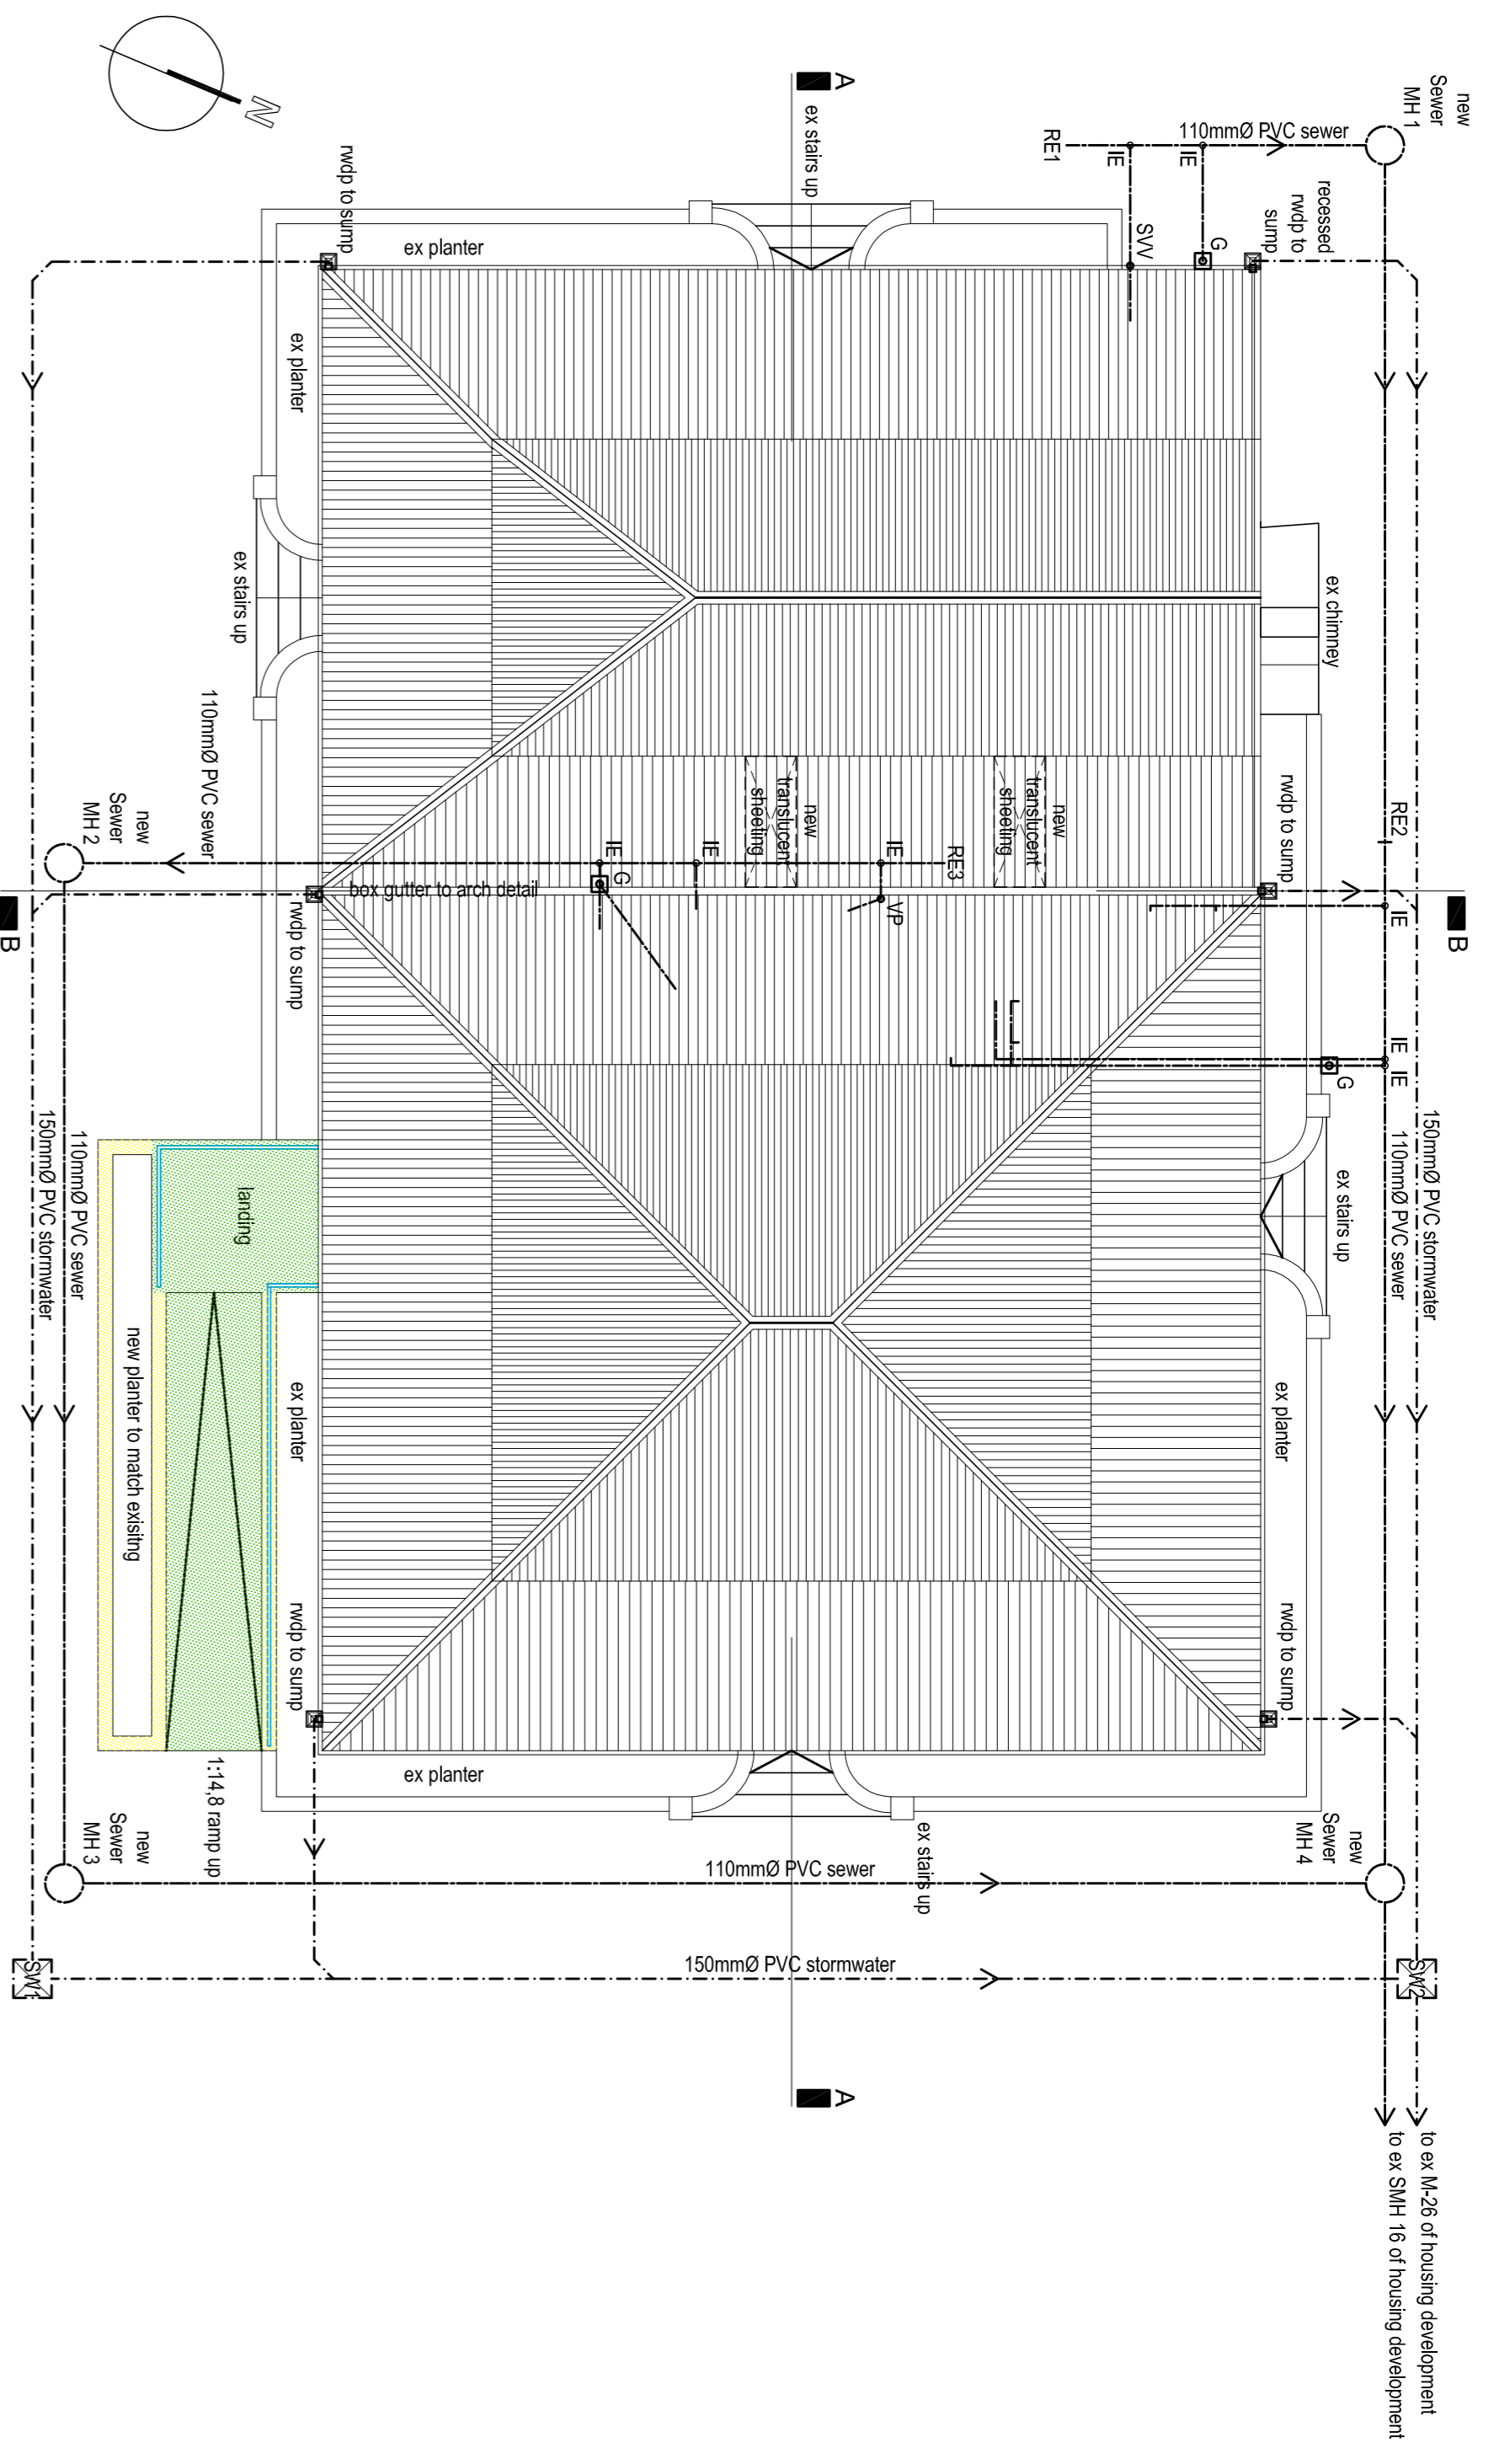 new
Sewer
MH 1
110mmØ PVC sewer
RE1
IE
IE
SVV
G
recessed
rwdp to
sump
A
ex stairs up
N
rwdp to sump
ex planter
ex planter
ex stairs up
ex chimney
110mmØ PVC sewer
new
Sewer
MH 2
new
translucent
sheeting
new
translucent
sheeting
rwdp to sump
RE2
IE
B
RE3
IE
VP
IE
IE
G
box gutter to arch detail
rwdp to sump
B
IE
IE
G
150mmØ PVC stormwater
110mmØ PVC sewer
ex stairs up
ex planter
rwdp to sump
110mmØ PVC sewer
150mmØ PVC stormwater
landing
new planter to match exisitng
ex planter
rwdp to sump
1:14,8 ramp up
ex planter
ex stairs up
new
Sewer
MH 3
new
Sewer
MH 4
110mmØ PVC sewer
150mmØ PVC stormwater
SW1
SW2
A
to ex M-26 of housing development
to ex SMH 16 of housing development